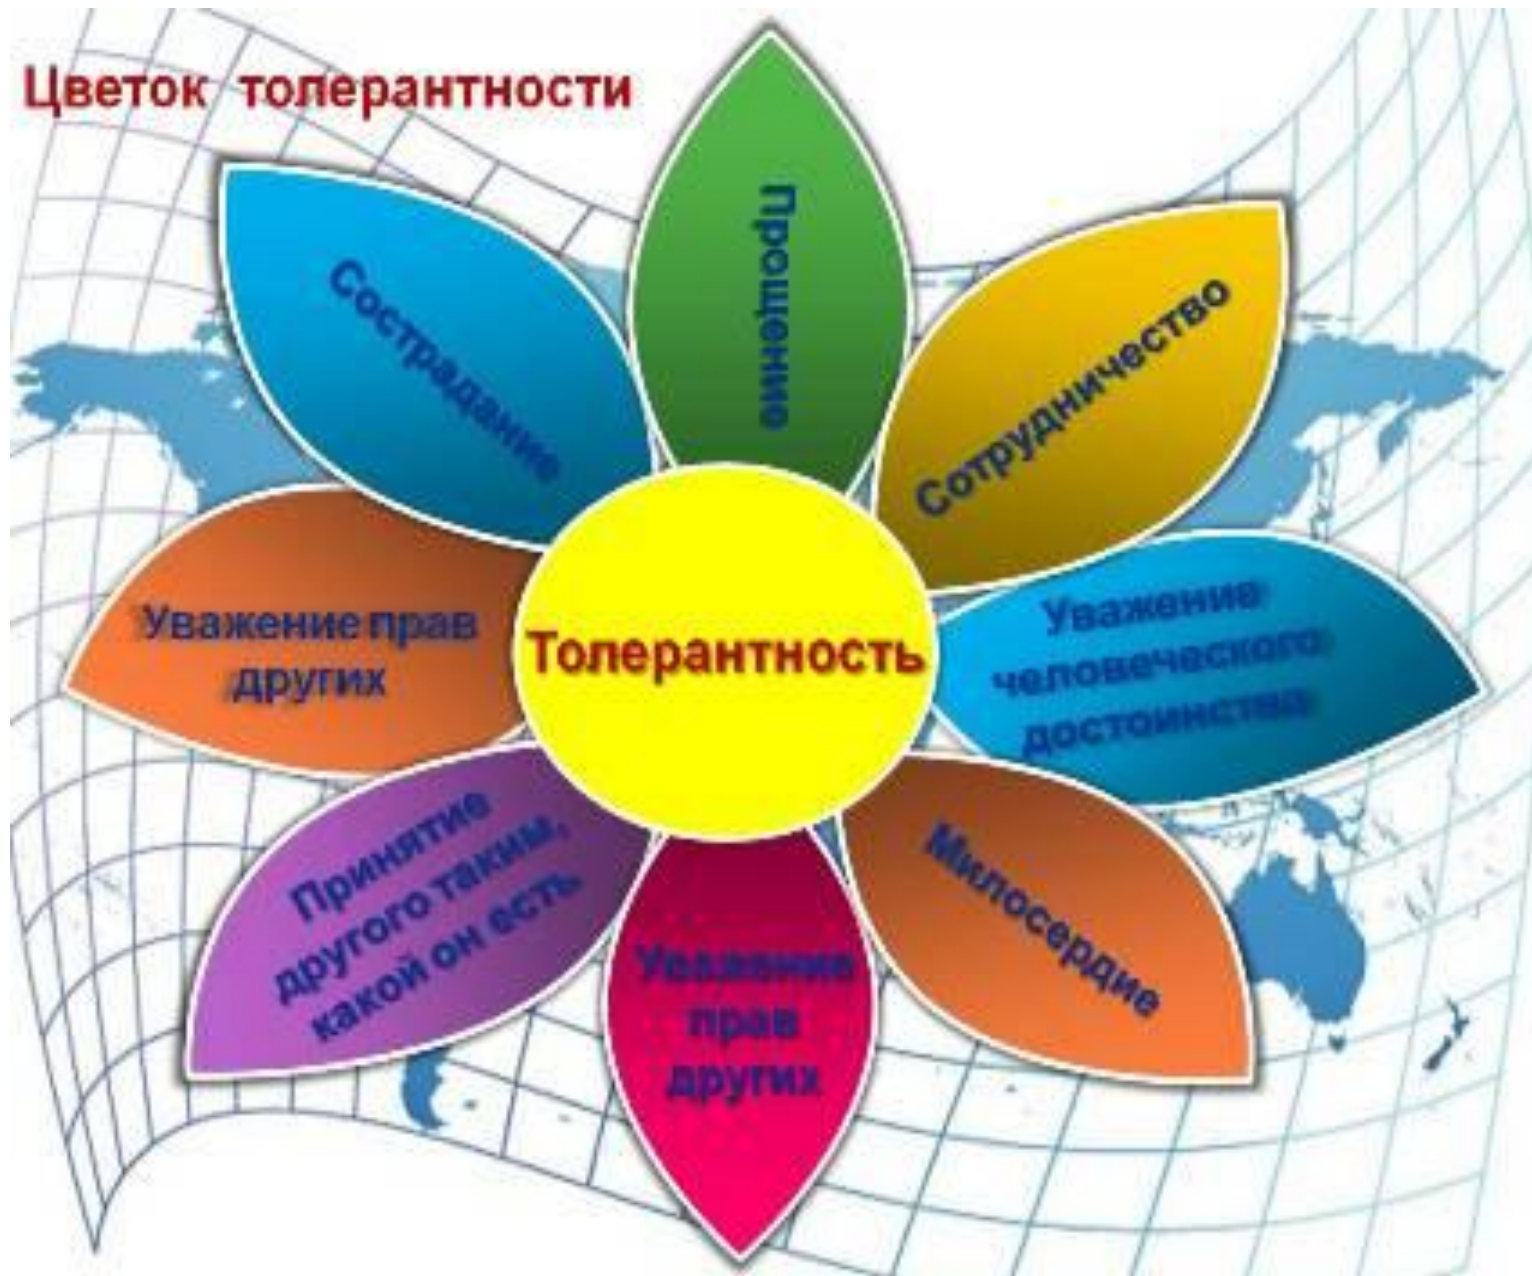 Цветок толерантности
Прощение
Сотрудничество
Уважение
человеческого
достоинства
Милосердие
Уважение
прав
других
Принятие
другого таким,
какой он есть
Уважение прав
других
Сострадание
Толерантность